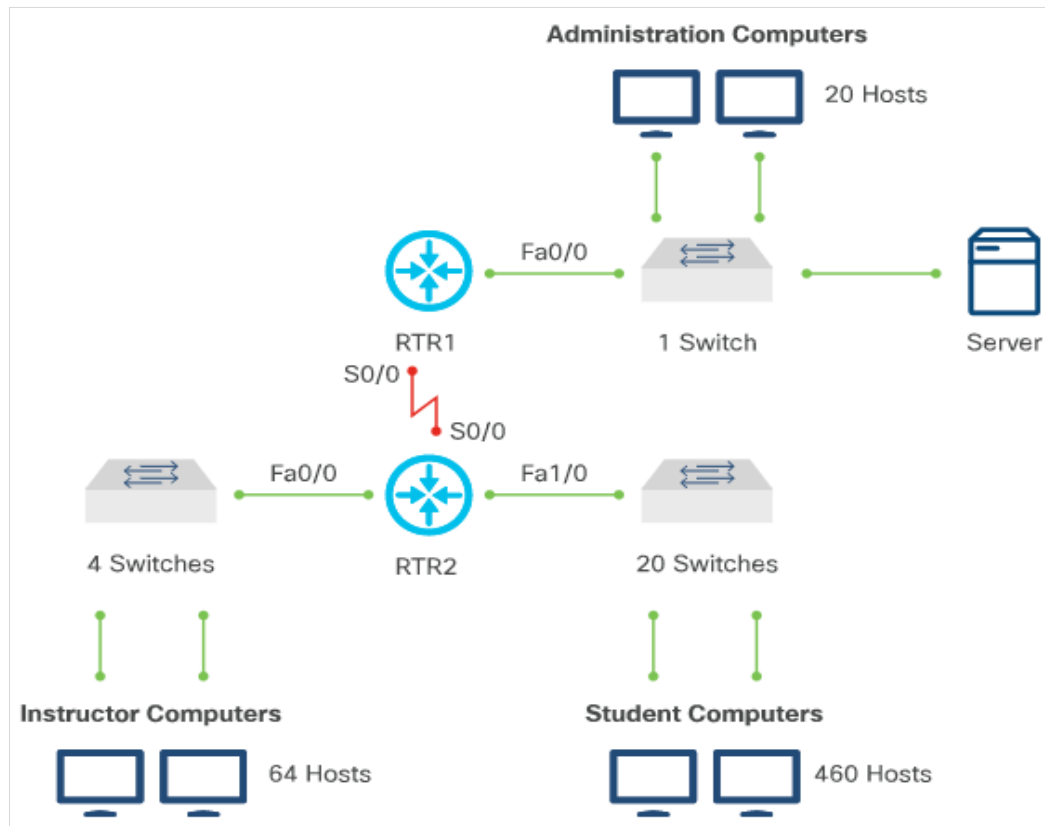 Administration Computers
20 Hosts
Fa0/0
RTR1
1 Switch
Server
S0/0
S0/0
Fa0/0
Fa1/0
4 Switches
RTR2
20 Switches
Instructor Computers
Student Computers
64 Hosts
460 Hosts